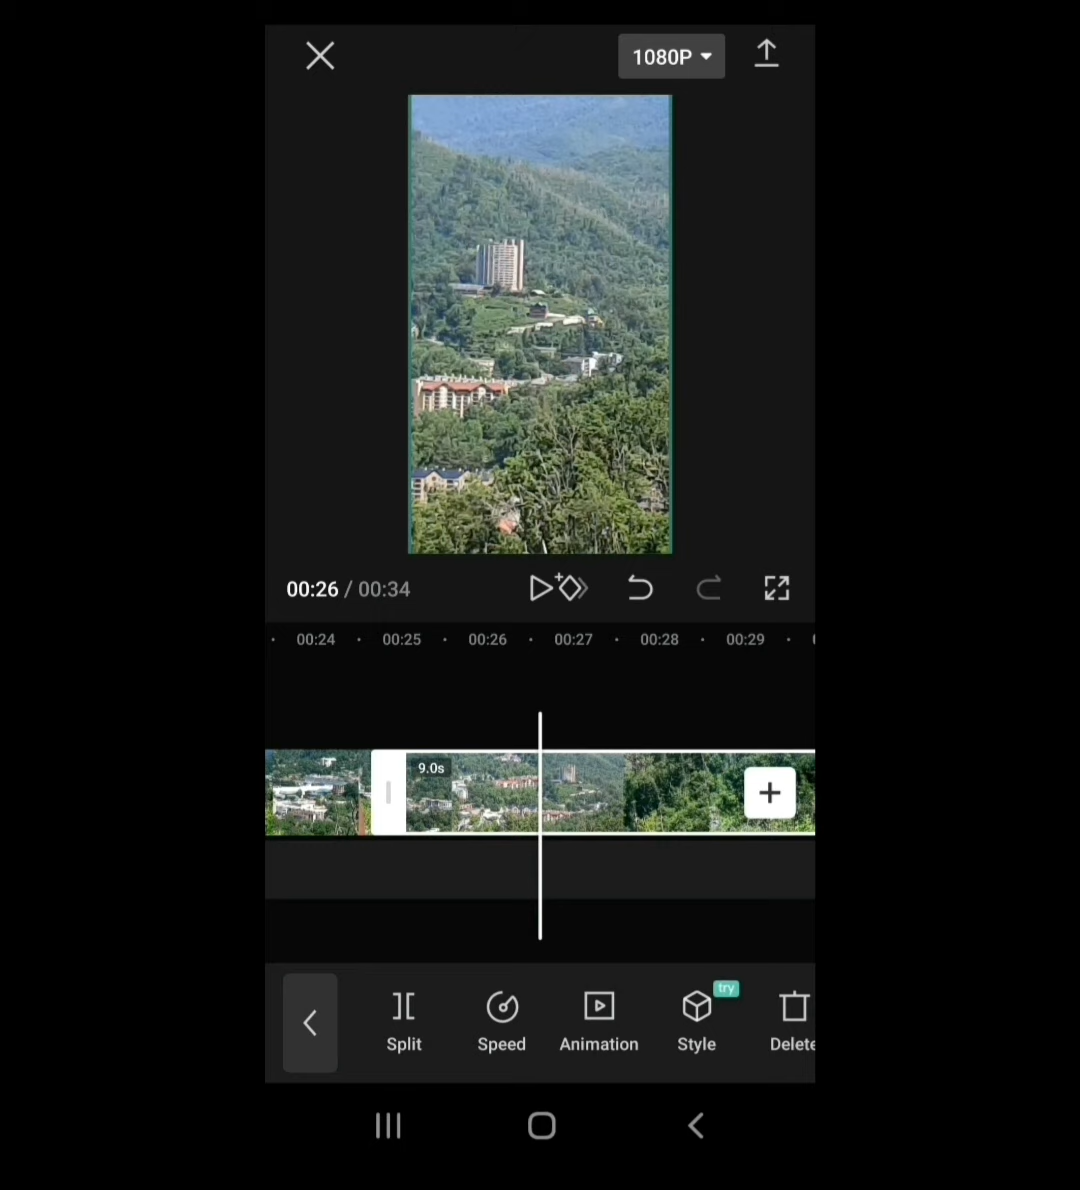 1080P
00:26 / 00:34
00:24 00:25 00:26 00:27 00:28 00:29
9.0s
try
Split Speed Animation Style Delete